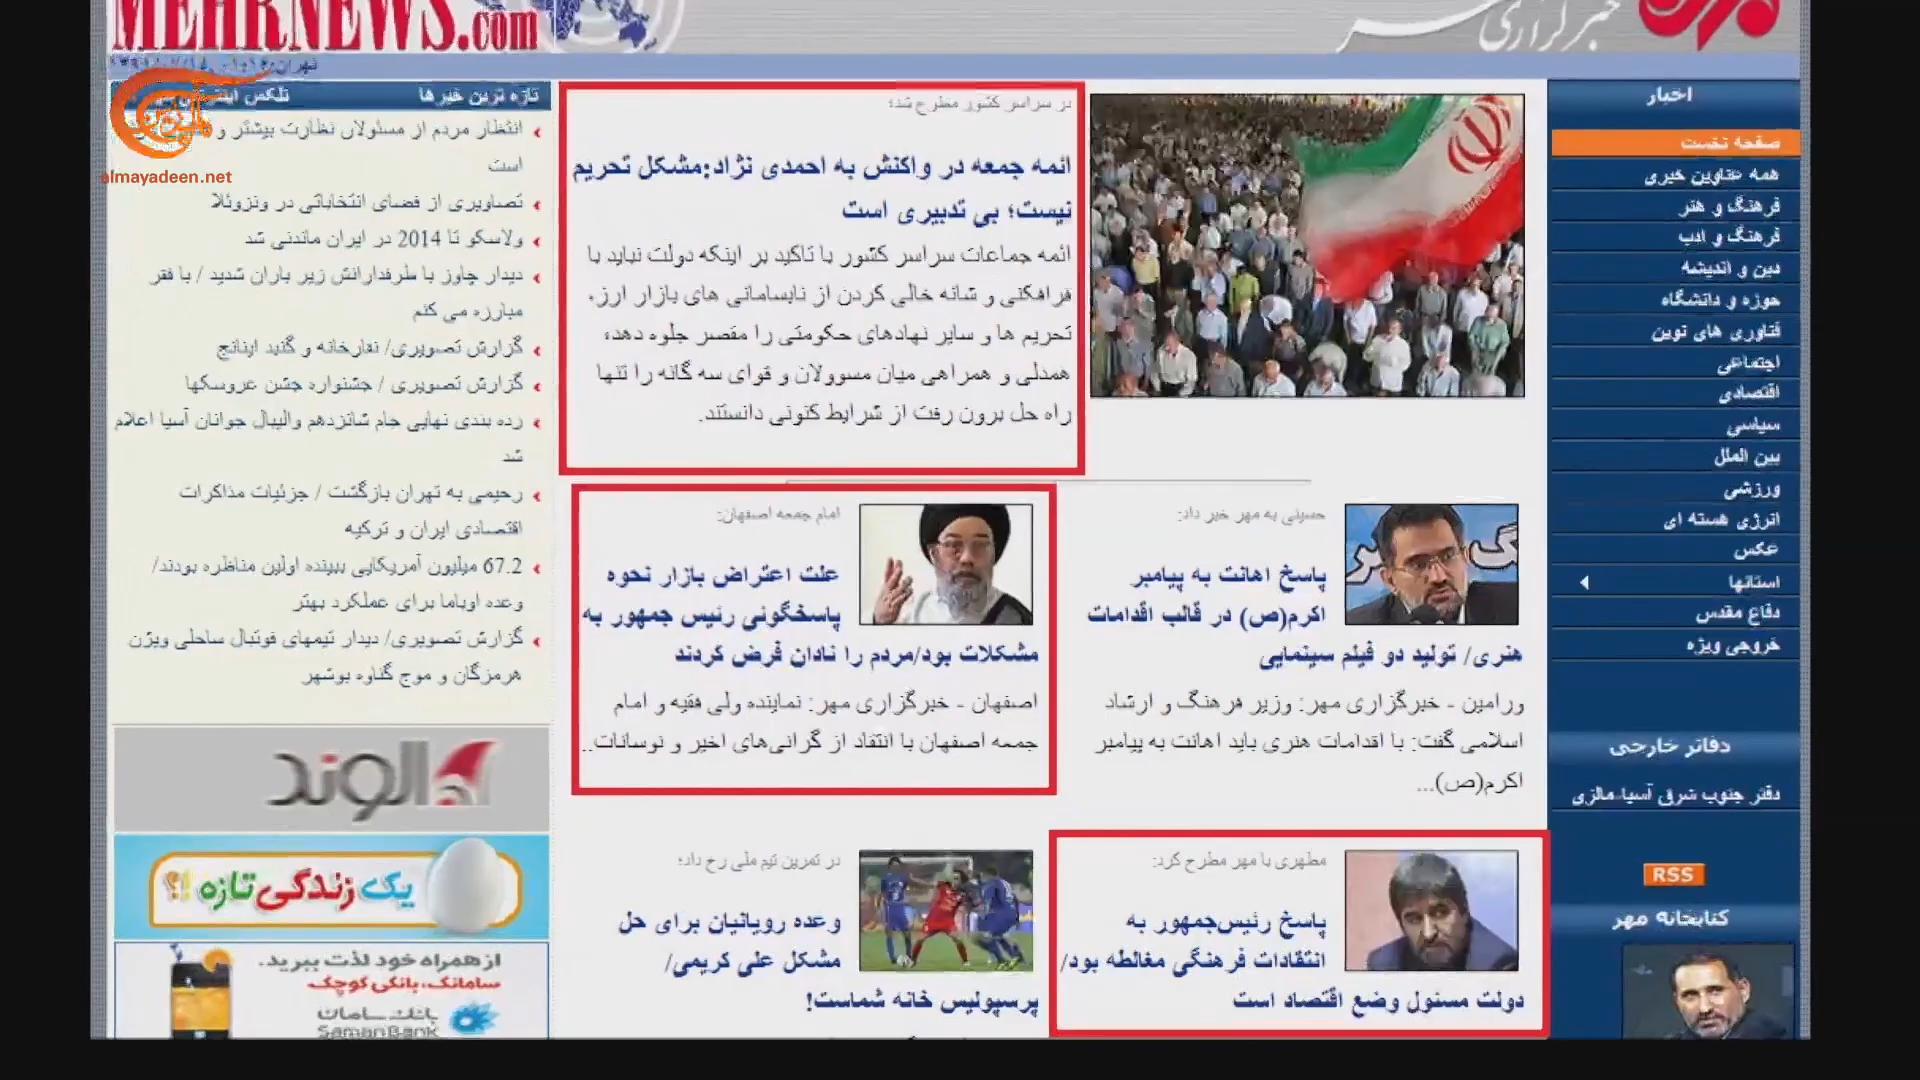 MEHRNEWS.com
خبرگزاری مهر
almayadeen.net
اخبار
صفحه نخست
همه عناوین خبری
فرهنگ و هنر
فرهنگ و ادب
دین و اندیشه
حوزه و دانشگاه
فناوری های نوین
اجتماعی
اقتصادی
سیاسی
بین الملل
ورزشی
انرژی هسته ای
عکس
استانها
دفاع مقدس
خروجی ویژه
دفاتر خارجی
دفتر جنوب شرق آسیا-مالزی
RSS
کتابخانه مهر
در سراسر کشور مطرح شد؛
ائمه جمعه در واکنش به احمدی نژاد:مشکل تحریم
نیست؛ بی تدبیری است
ائمه جماعات سراسر کشور با تاکید بر اینکه دولت نباید با
فرافکنی و شانه خالی کردن از نابسامانی های بازار ارز،
تحریم ها و سایر نهادهای حکومتی را مقصر جلوه دهد؛
همدلی و همراهی میان مسوولان و قوای سه گانه را تنها
راه حل برون رفت از شرایط کنونی دانستند.
حسینی به مهر خبر داد:
پاسخ اهانت به پیامبر
اکرم(ص) در قالب اقدامات
هنری/ تولید دو فیلم سینمایی
ورامین - خبرگزاری مهر: وزیر فرهنگ و ارشاد
اسلامی گفت: با اقدامات هنری باید اهانت به پیامبر
اکرم(ص)...
امام جمعه اصفهان:
علت اعتراض بازار نحوه
پاسخگونی رئیس جمهور به
مشکلات بود/مردم را نادان فرض کردند
اصفهان - خبرگزاری مهر: نماینده ولی فقیه و امام
جمعه اصفهان با انتقاد از گرانی‌های اخیر و نوسانات..
مطهری با مهر مطرح کرد:
پاسخ رئیس‌جمهور به
انتقادات فرهنگی مغالطه بود/
دولت مسئول وضع اقتصاد است
در تمرین تیم ملی رخ داد؛
وعده رویانیان برای حل
مشکل علی کریمی/
پرسپولیس خانه شماست!
تازه ترین خبرها
تلکس
انتظار مردم از مسئولان نظارت بیشتر و
است
تصاویری از فضای انتخاباتی در ونزوئلا
ولاسکو تا 2014 در ایران ماندنی شد
دیدار چاوز با طرفدارانش زیر باران شدید / با فقر
مبارزه می کنم
گزارش تصویری/ نقارخانه و گنبد اینانج
گزارش تصویری / جشنواره جشن عروسکها
رده بندی نهایی جام شانزدهم والیبال جوانان آسیا اعلام
شد
رحیمی به تهران بازگشت / جزئیات مذاکرات
اقتصادی ایران و ترکیه
67.2 میلیون آمریکایی بیننده اولین مناظره بودند/
وعده اوباما برای عملکرد بهتر
گزارش تصویری/ دیدار تیمهای فوتبال ساحلی ویژن
هرمزگان و موج گناوه بوشهر
الوند
یک زندگی تازه !؟
از همراه خود لذت ببرید.
سامانک، بانکی کوچک
بانک سامان
Saman Bank